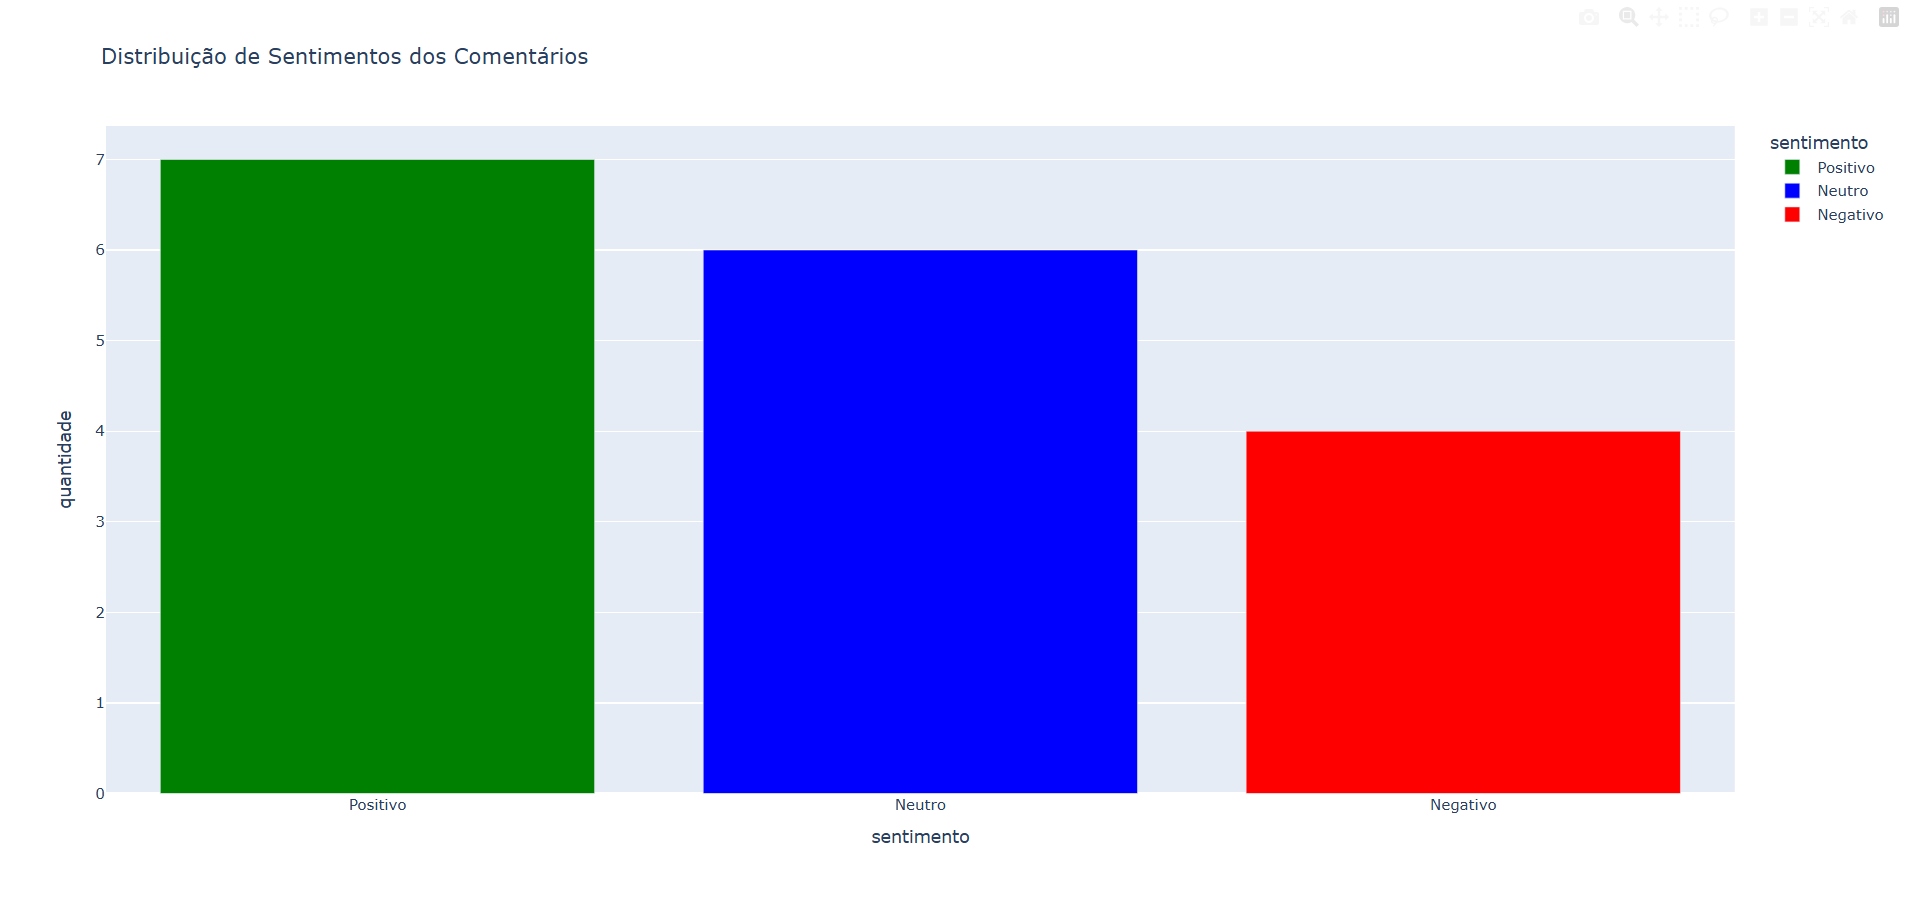 Distribuição de Sentimentos dos Comentários
sentimento
Positivo
Neutro
Negativo
7
6
5
4
3
2
1
0
quantidade
Positivo
Neutro
Negativo
sentimento